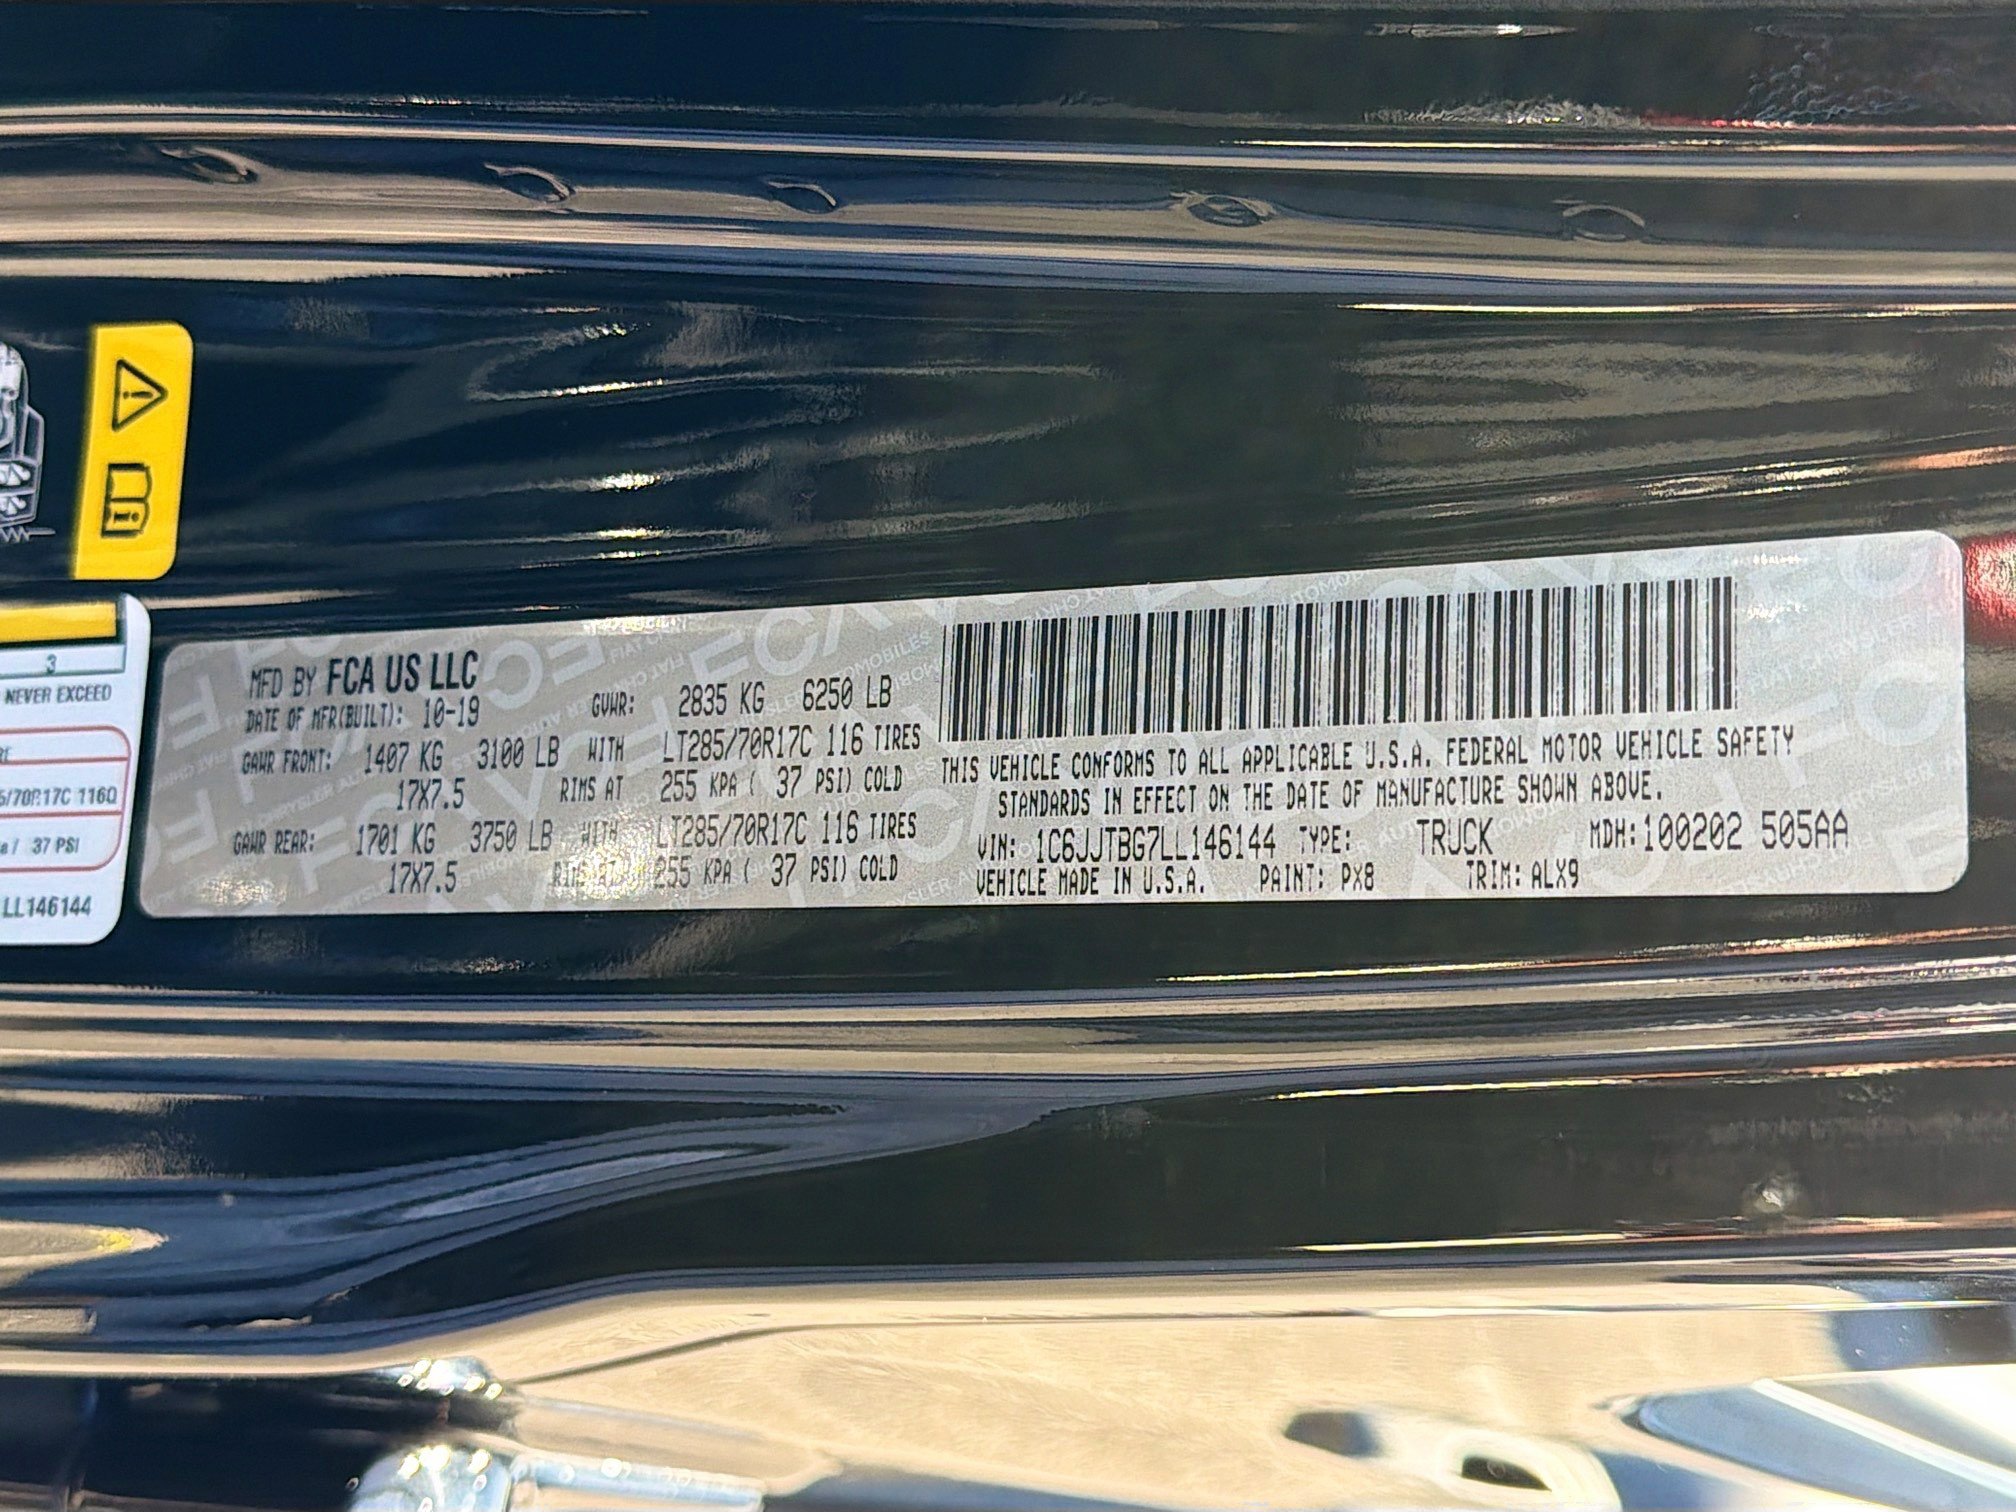 3
NEVER EXCEED
5/70R17C 116Q
37 PSI
LL146144
MFD BY FCA US LLC
DATE OF MFR(BUILT): 10-19
GVWR: 2835 KG 6250 LB
GAWR FRONT: 1407 KG 3100 LB WITH LT285/70R17C 116 TIRES
17X7.5 RIMS AT 255 KPA ( 37 PSI) COLD
GAWR REAR: 1701 KG 3750 LB WITH LT285/70R17C 116 TIRES
17X7.5 RIMS AT 255 KPA ( 37 PSI) COLD
THIS VEHICLE CONFORMS TO ALL APPLICABLE U.S.A. FEDERAL MOTOR VEHICLE SAFETY
STANDARDS IN EFFECT ON THE DATE OF MANUFACTURE SHOWN ABOVE.
VIN: 1C6JJTBG7LL146144 TYPE: TRUCK MDH:100202 505AA
VEHICLE MADE IN U.S.A. PAINT: PX8 TRIM: ALX9